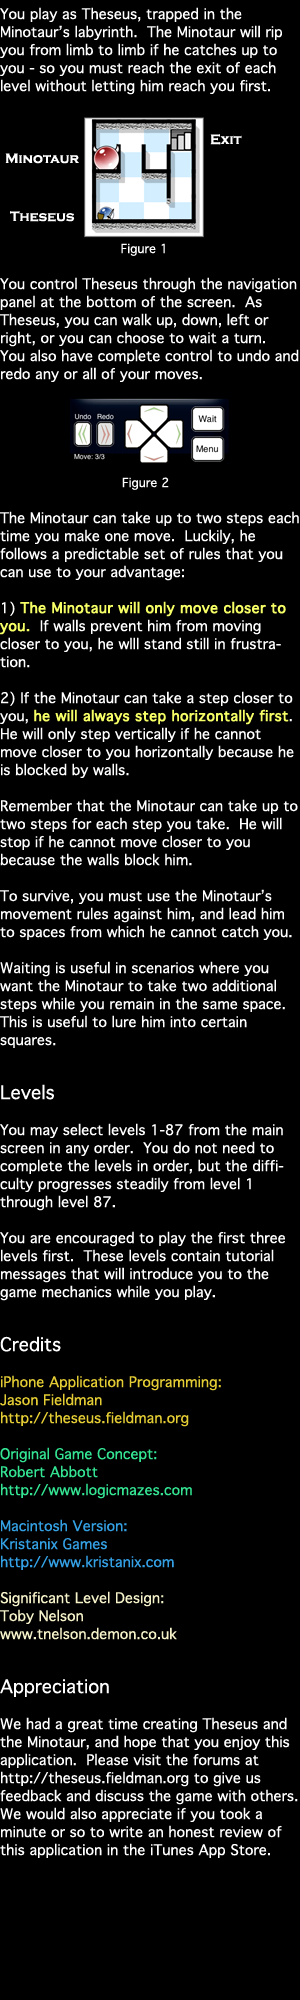 You play as Theseus, trapped in the
Minotaur's labyrinth.  The Minotaur will rip
you from limb to limb if he catches up to
you - so you must reach the exit of each
level without letting him reach you first.
Exit
Minotaur
Theseus
Figure 1
You control Theseus through the navigation
panel at the bottom of the screen.  As
Theseus, you can walk up, down, left or
right, or you can choose to wait a turn.
You also have complete control to undo and
redo any or all of your moves.
Undo Redo
Wait
Menu
Move: 3/3
Figure 2
The Minotaur can take up to two steps each
time you make one move.  Luckily, he
follows a predictable set of rules that you
can use to your advantage:
1) The Minotaur will only move closer to
you.  If walls prevent him from moving
closer to you, he will stand still in frustra-
tion.
2) If the Minotaur can take a step closer to
you, he will always step horizontally first.
He will only step vertically if he cannot
move closer to you horizontally because he
is blocked by walls.
Remember that the Minotaur can take up to
two steps for each step you take.  He will
stop if he cannot move closer to you
because the walls block him.
To survive, you must use the Minotaur's
movement rules against him, and lead him
to spaces from which he cannot catch you.
Waiting is useful in scenarios where you
want the Minotaur to take two additional
steps while you remain in the same space.
This is useful to lure him into certain
squares.
Levels
You may select levels 1-87 from the main
screen in any order.  You do not need to
complete the levels in order, but the diffi-
culty progresses steadily from level 1
through level 87.
You are encouraged to play the first three
levels first.  These levels contain tutorial
messages that will introduce you to the
game mechanics while you play.
Credits
iPhone Application Programming:
Jason Fieldman
http://theseus.fieldman.org
Original Game Concept:
Robert Abbott
http://www.logicmazes.com
Macintosh Version:
Kristanix Games
http://www.kristanix.com
Significant Level Design:
Toby Nelson
www.tnelson.demon.co.uk
Appreciation
We had a great time creating Theseus and
the Minotaur, and hope that you enjoy this
application.  Please visit the forums at
http://theseus.fieldman.org to give us
feedback and discuss the game with others.
We would also appreciate if you took a
minute or so to write an honest review of
this application in the iTunes App Store.